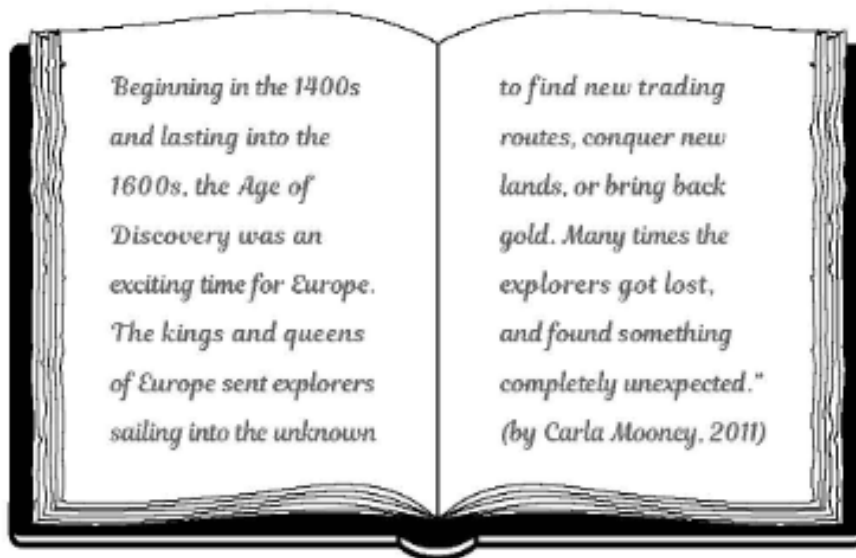 Beginning in the 1400s
and lasting into the
1600s, the Age of
Discovery was an
exciting time for Europe.
The kings and queens
of Europe sent explorers
sailing into the unknown
to find new trading
routes, conquer new
lands, or bring back
gold. Many times the
explorers got lost,
and found something
completely unexpected."
(by Carla Mooney, 2011)